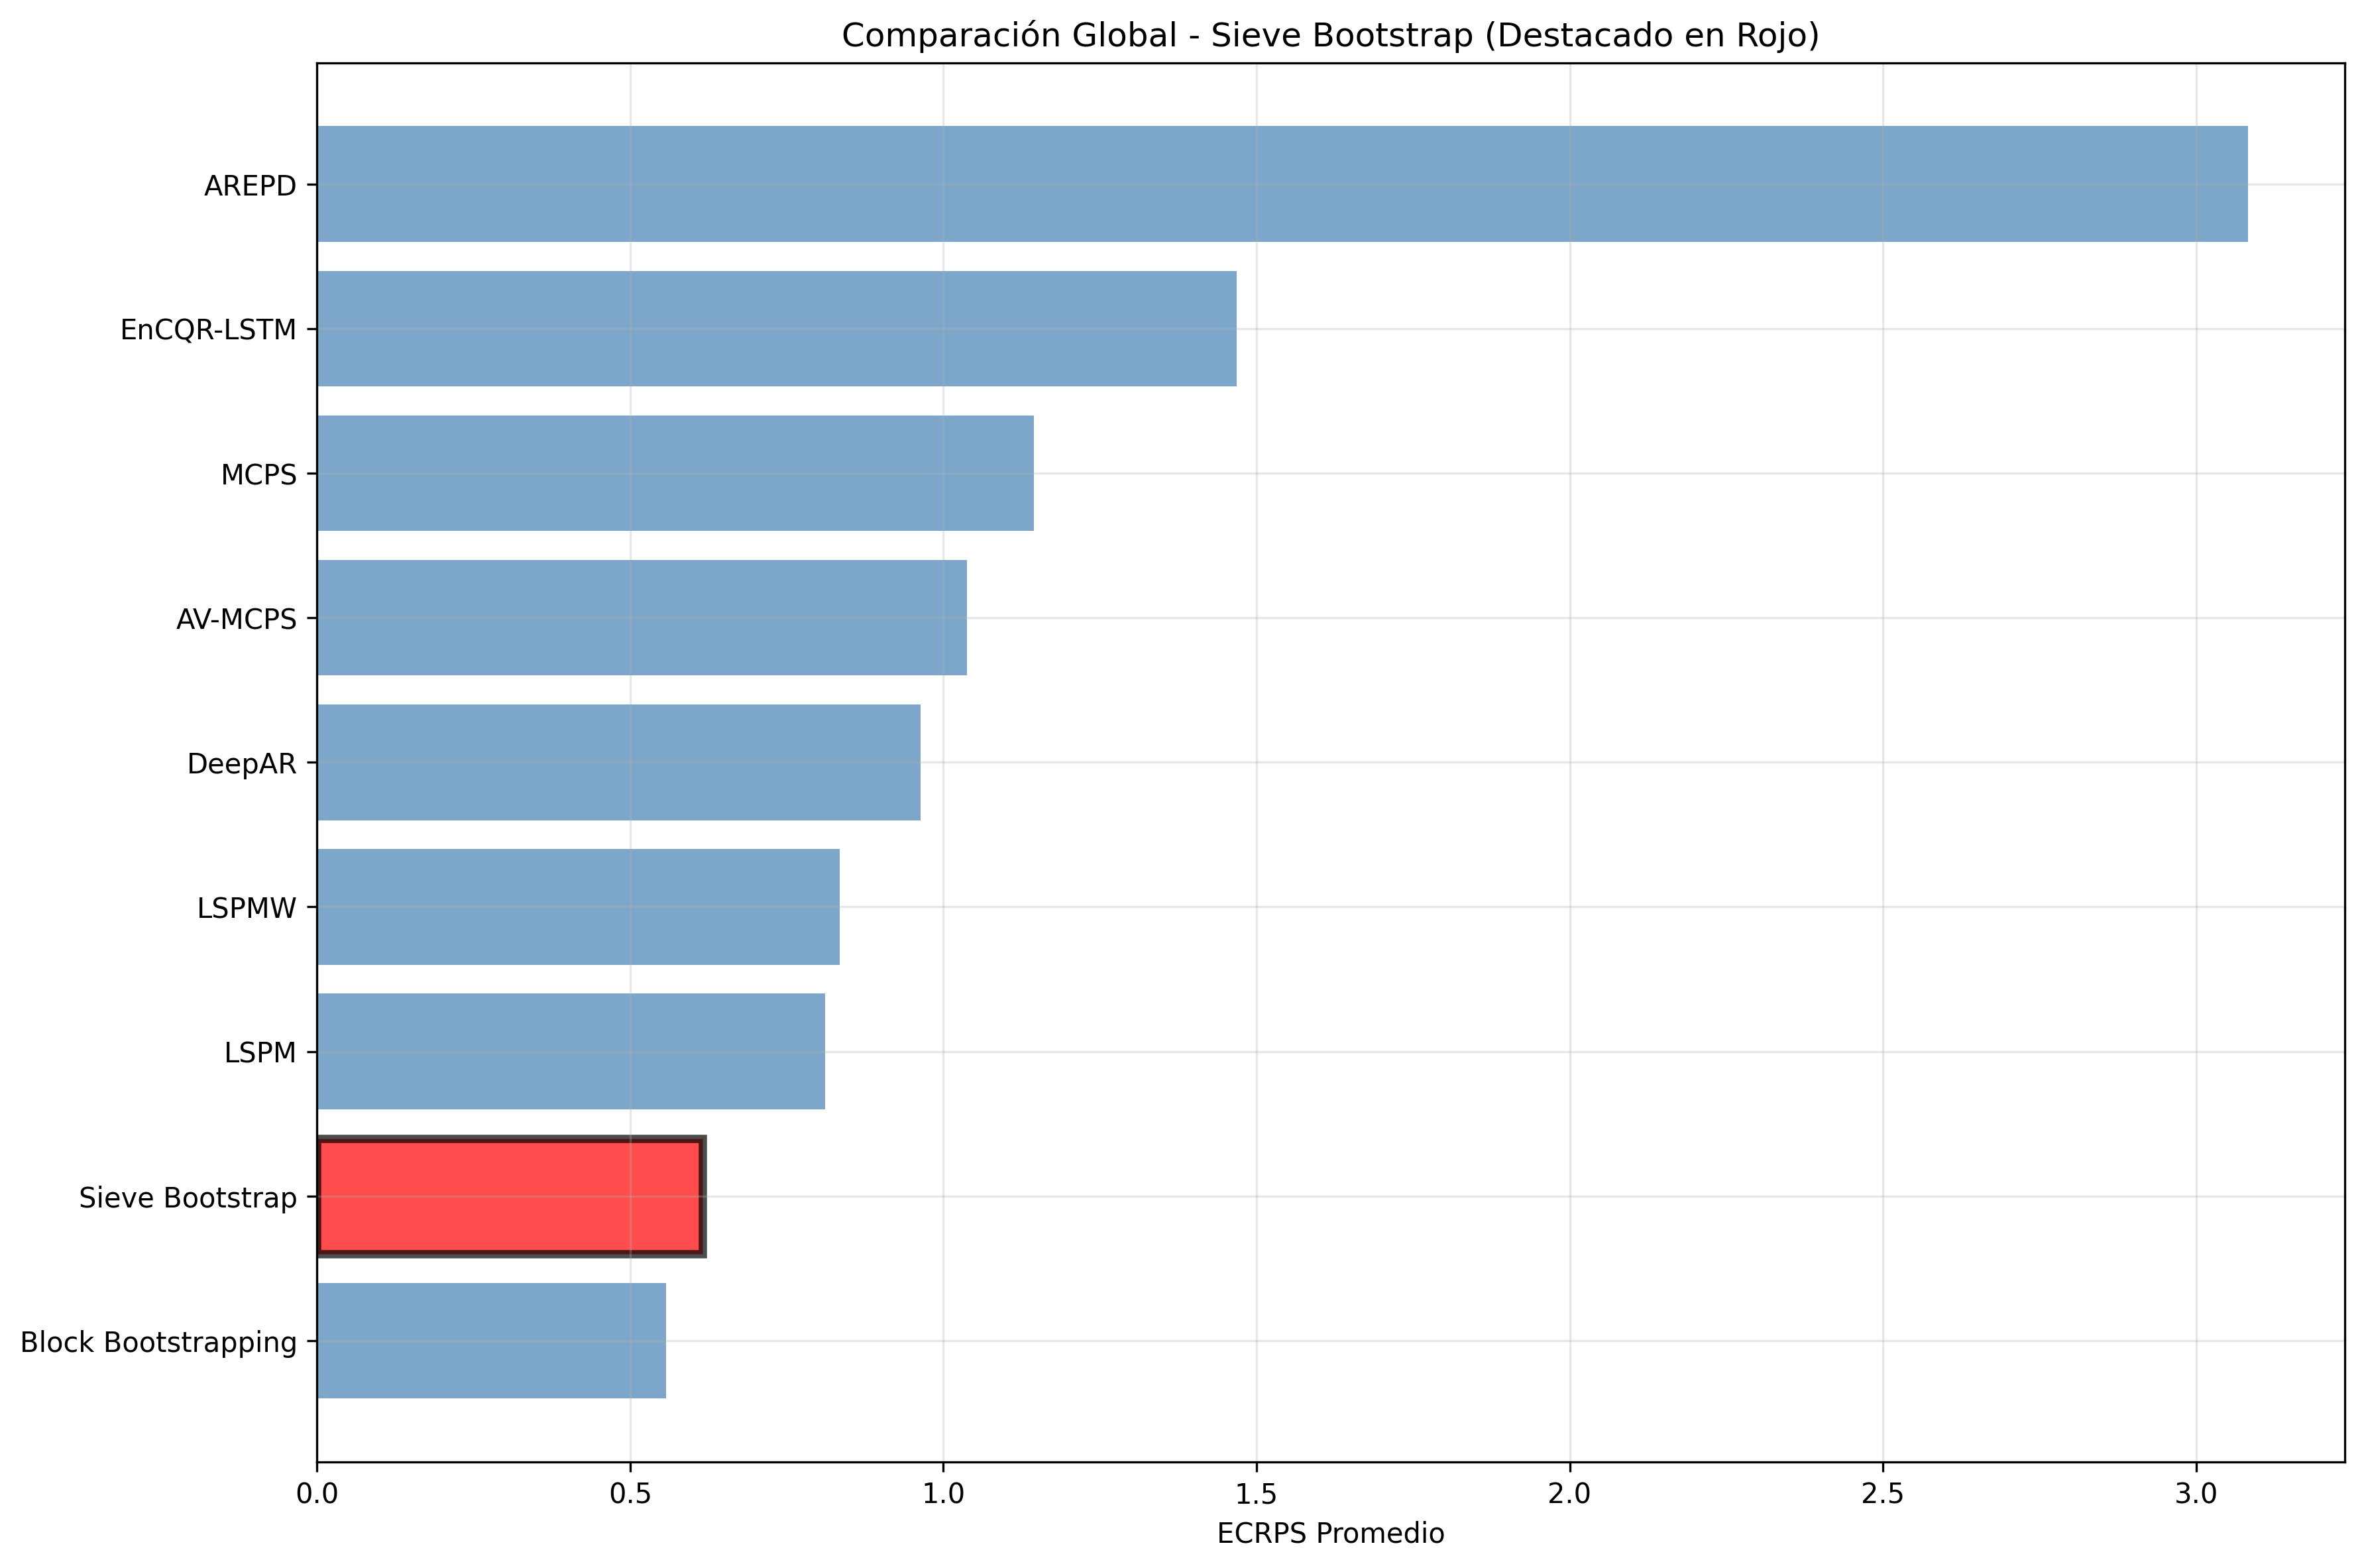 Comparación Global - Sieve Bootstrap (Destacado en Rojo)
AREPD
EnCQR-LSTM
MCPS
AV-MCPS
DeepAR
LSPMW
LSPM
Sieve Bootstrap
Block Bootstrapping
0.0 0.5 1.0 1.5 2.0 2.5 3.0
ECRPS Promedio